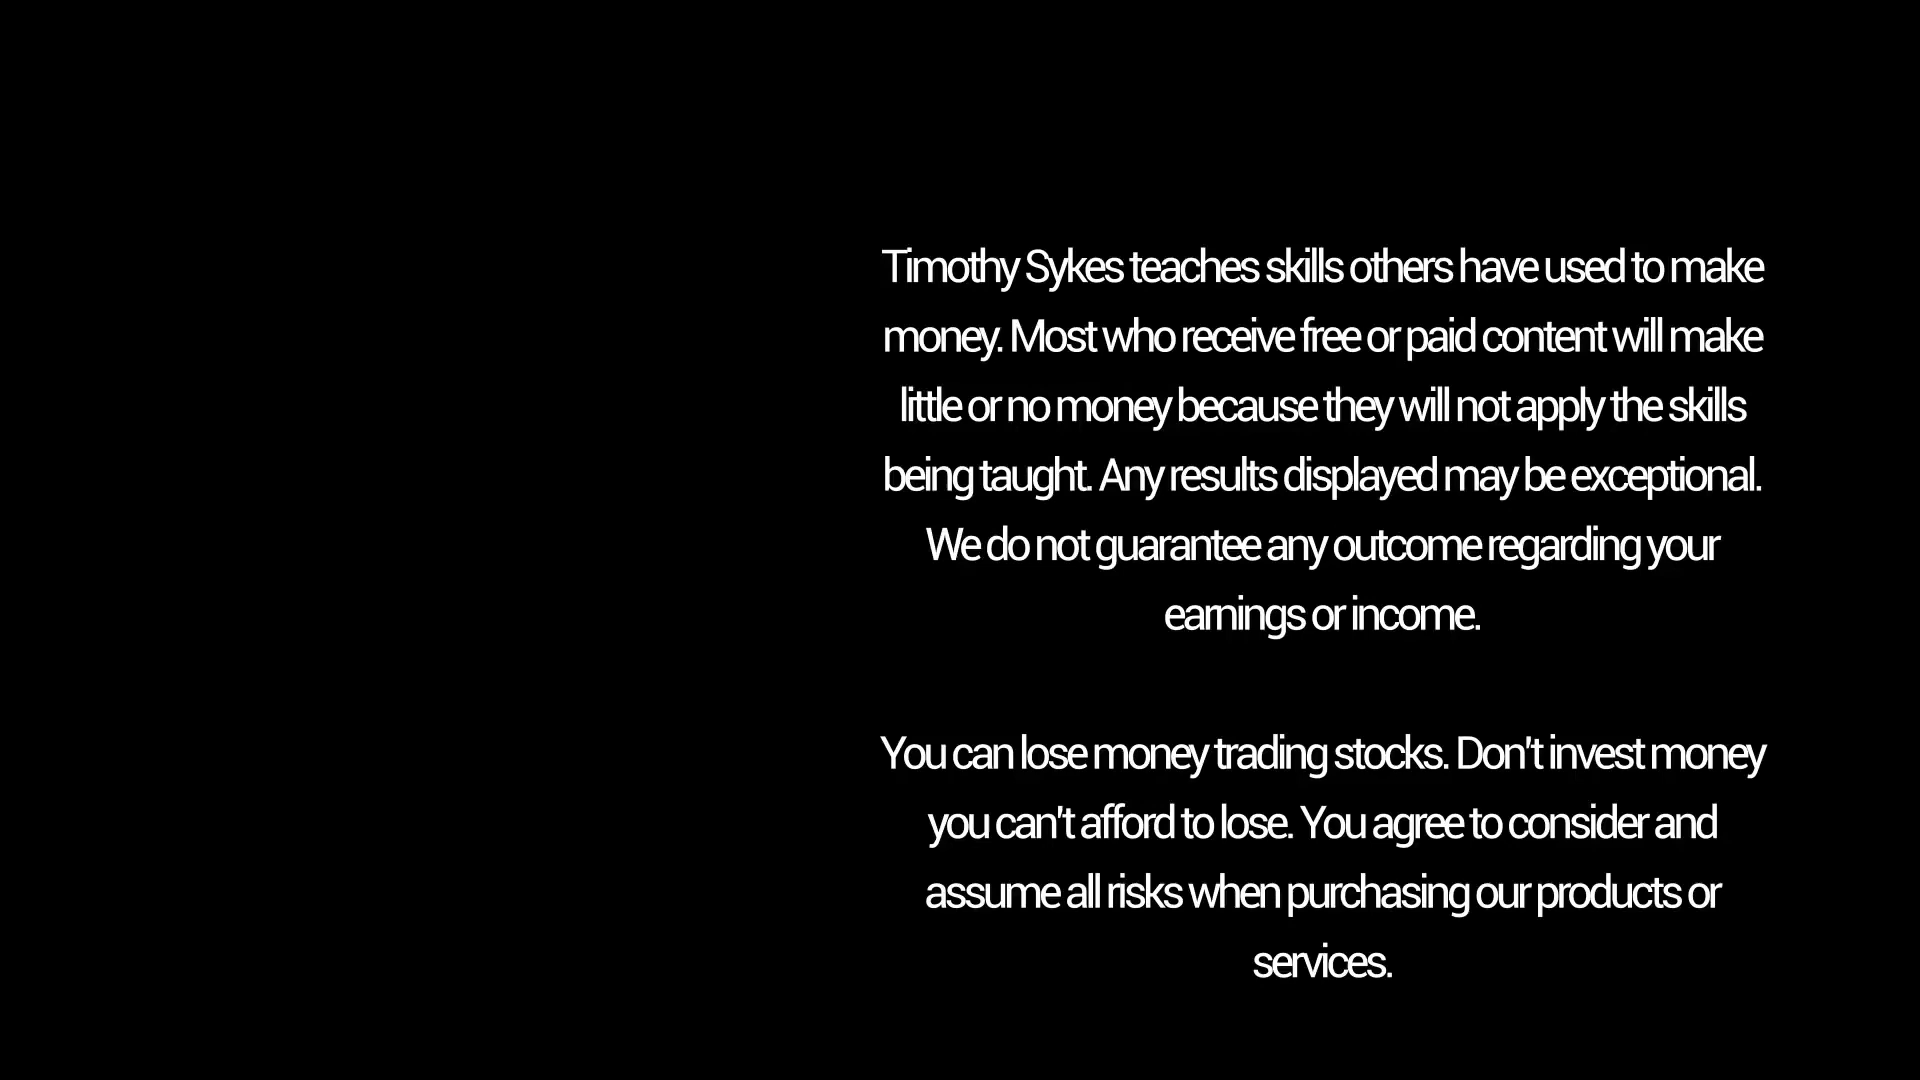 Timothy Sykes teaches skills others have used to make
money. Most who receive free or paid content will make
little or no money because they will not apply the skills
being taught. Any results displayed may be exceptional.
We do not guarantee any outcome regarding your
earnings or income.
You can lose money trading stocks. Don't invest money
you can't afford to lose. You agree to consider and
assume all risks when purchasing our products or
services.